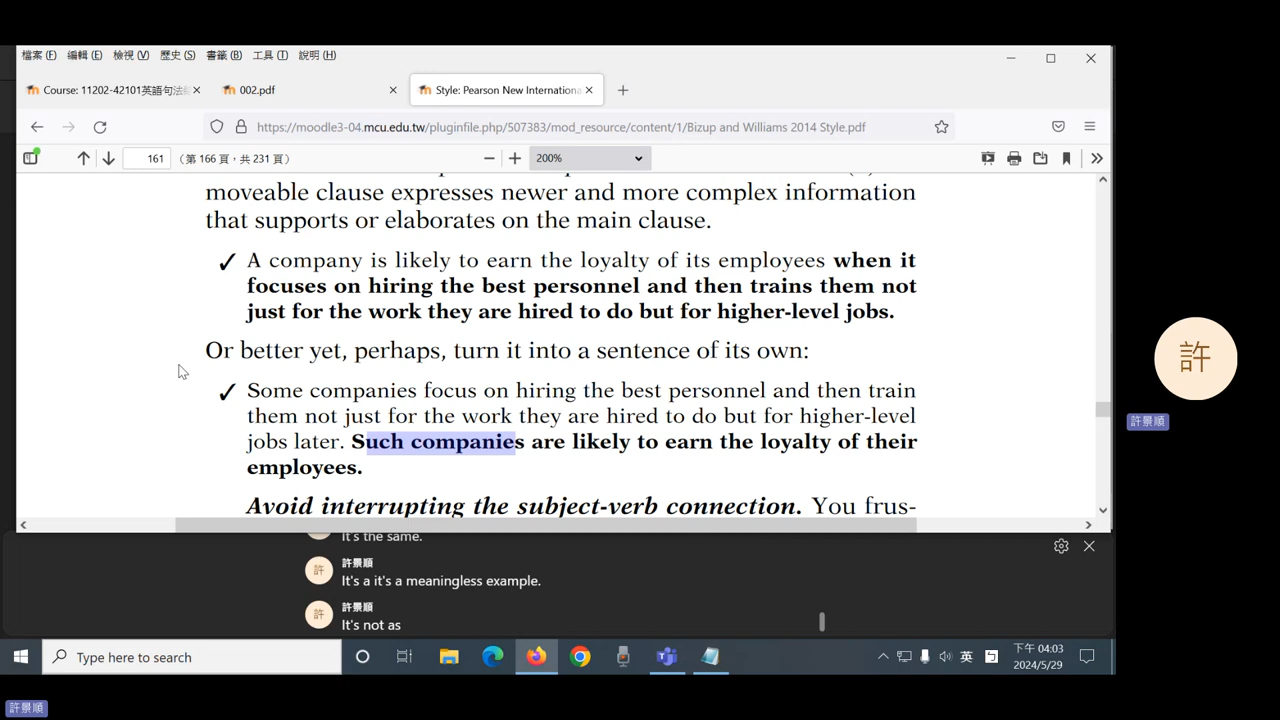 檔案(F) 編輯(E) 檢視(V) 歷史(S) 書籤(B) 工具(T) 說明(H)
Course: 11202-42101英語句法 002.pdf Style: Pearson New Internationa
https://moodle3-04.mcu.edu.tw/pluginfile.php/507383/mod_resource/content/1/Bizup and Williams 2014 Style.pdf
161 (第 166 頁，共 231 頁) 200%
moveable clause expresses newer and more complex information
that supports or elaborates on the main clause.
✓ A company is likely to earn the loyalty of its employees when it
focuses on hiring the best personnel and then trains them not
just for the work they are hired to do but for higher-level jobs.
Or better yet, perhaps, turn it into a sentence of its own:
✓ Some companies focus on hiring the best personnel and then train
them not just for the work they are hired to do but for higher-level
jobs later. Such companies are likely to earn the loyalty of their
employees.
Avoid interrupting the subject-verb connection. You frus-
It's the same.
許景順
許 It's a it's a meaningless example.
許景順
許 It's not as
許
許景順
Type here to search
英
下午 04:03
2024/5/29
許景順